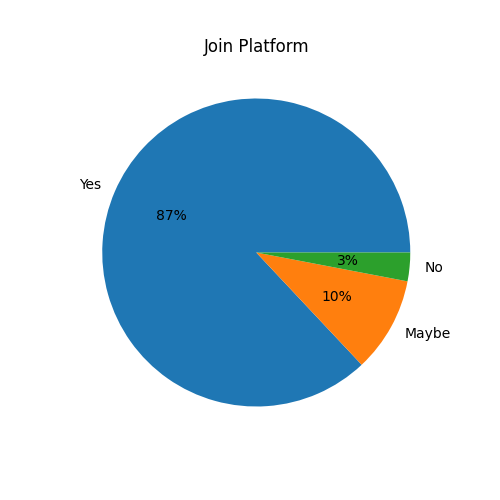 Join Platform
Yes
87%
3%
No
10%
Maybe